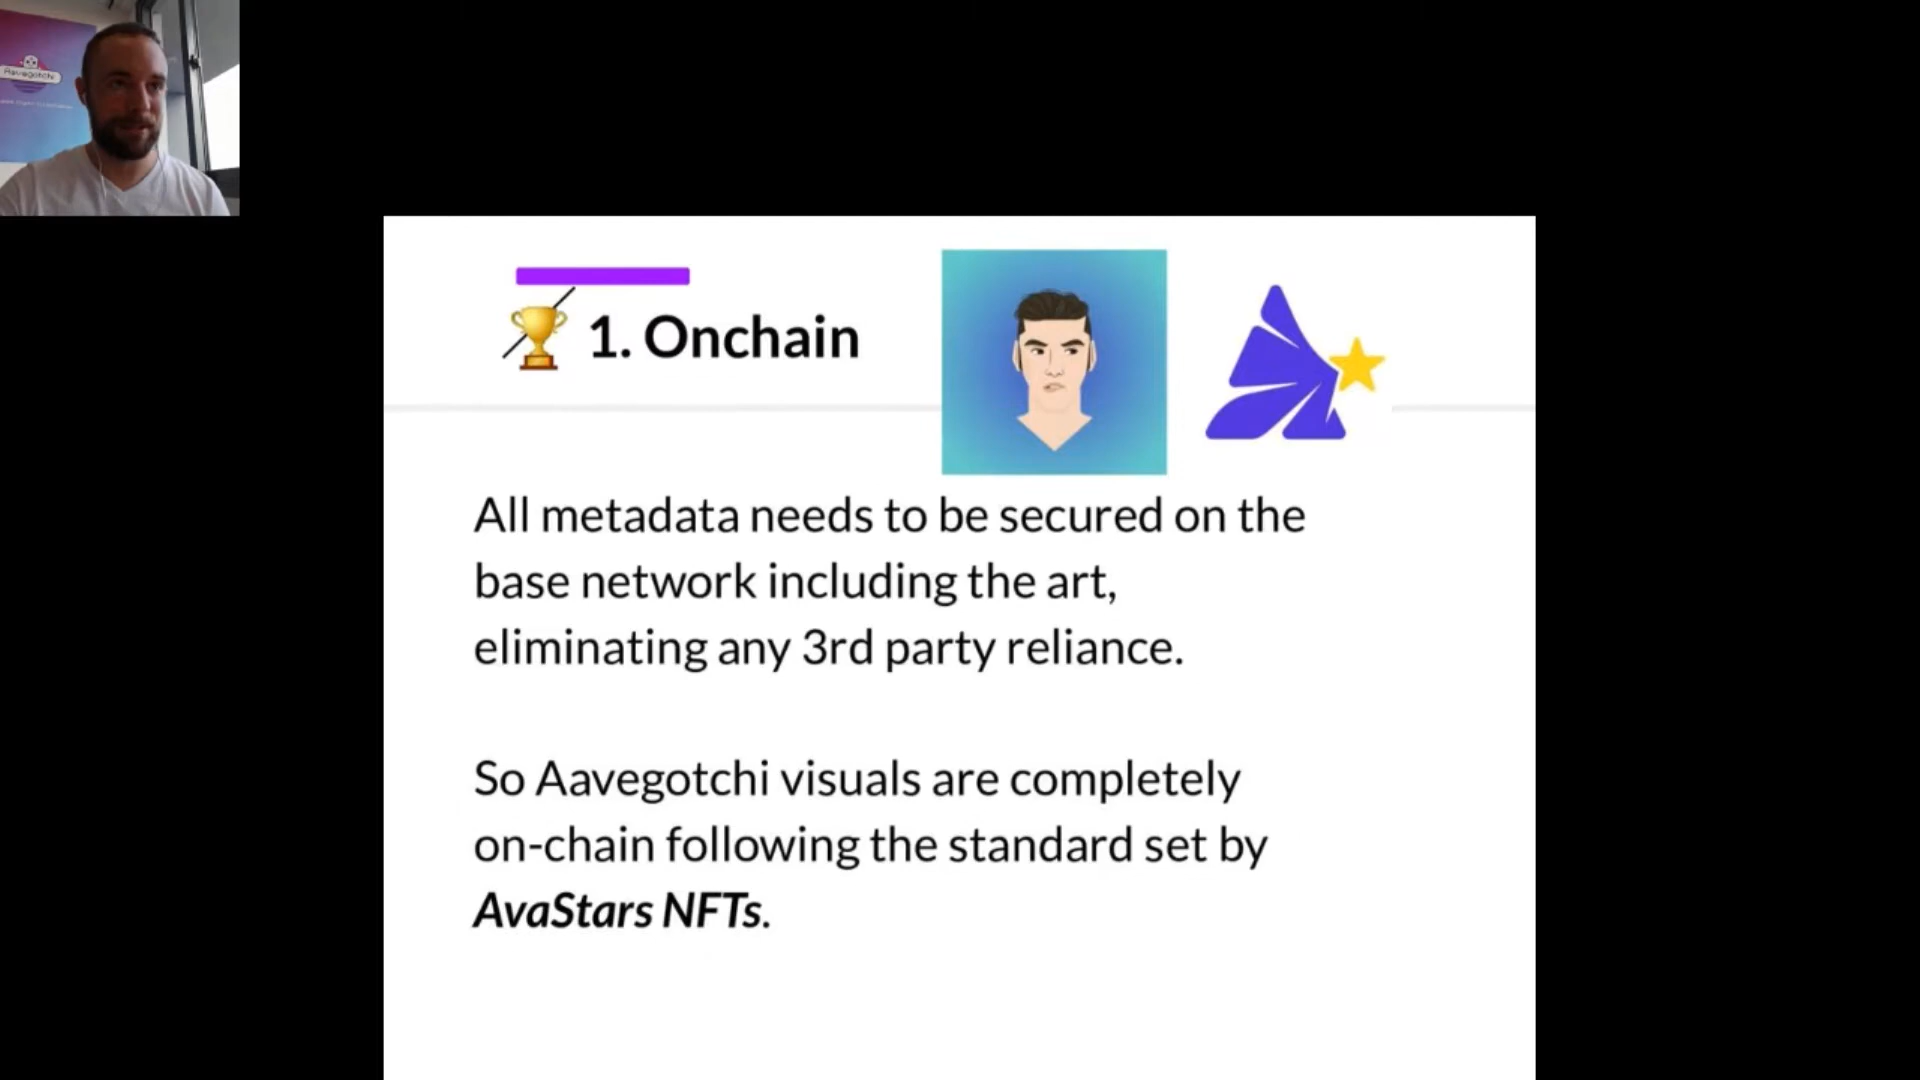 Aavegotchi
1. Onchain
All metadata needs to be secured on the
base network including the art,
eliminating any 3rd party reliance.
So Aavegotchi visuals are completely
on-chain following the standard set by
AvaStars NFTs.